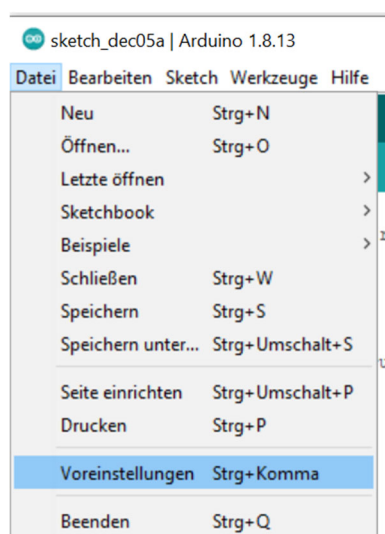 sketch_dec05a | Arduino 1.8.13
Datei Bearbeiten Sketch Werkzeuge Hilfe
Neu Strg+N
Öffnen... Strg+O
Letzte öffnen
Sketchbook
Beispiele
Schließen Strg+W
Speichern Strg+S
Speichern unter... Strg+Umschalt+S
Seite einrichten Strg+Umschalt+P
Drucken Strg+P
Voreinstellungen Strg+Komma
Beenden Strg+Q